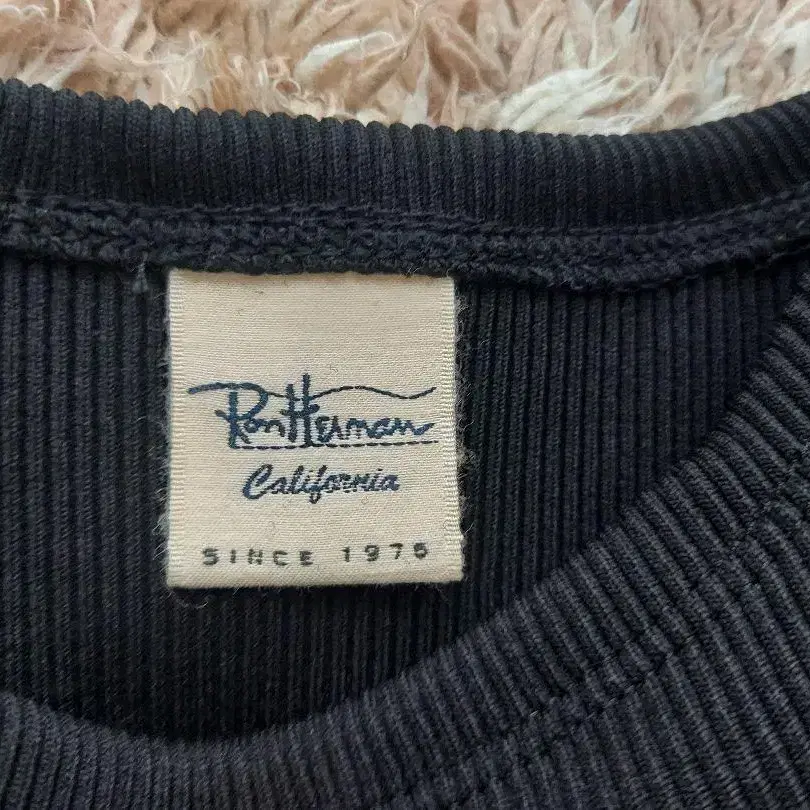 Ron Herman
California
SINCE 1976